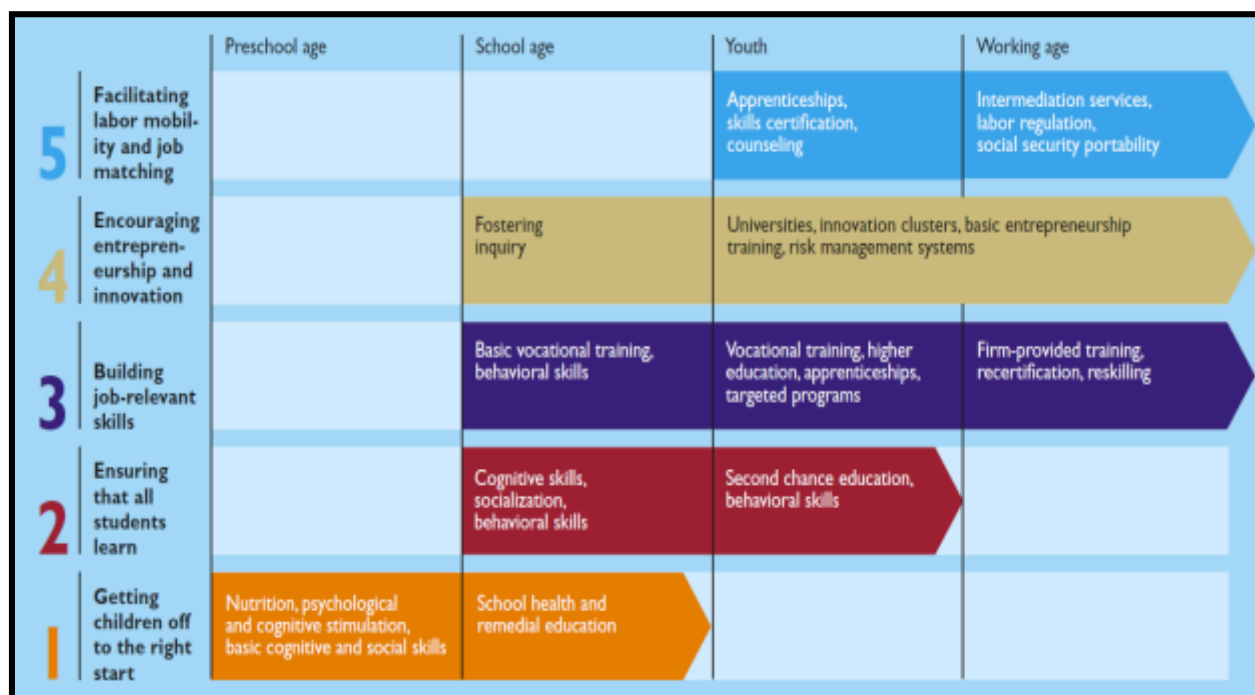 Preschool age
School age
Youth
Working age
5
Facilitating
labor mobil-
ity and job
matching
Apprenticeships,
skills certification,
counseling
Intermediation services,
labor regulation,
social security portability
4
Encouraging
entrepren-
eurship and
innovation
Fostering
inquiry
Universities, innovation clusters, basic entrepreneurship
training, risk management systems
3
Building
job-relevant
skills
Basic vocational training,
behavioral skills
Vocational training, higher
education, apprenticeships,
targeted programs
Firm-provided training,
recertification, reskilling
2
Ensuring
that all
students
learn
Cognitive skills,
socialization,
behavioral skills
Second chance education,
behavioral skills
1
Getting
children off
to the right
start
Nutrition, psychological
and cognitive stimulation,
basic cognitive and social skills
School health and
remedial education